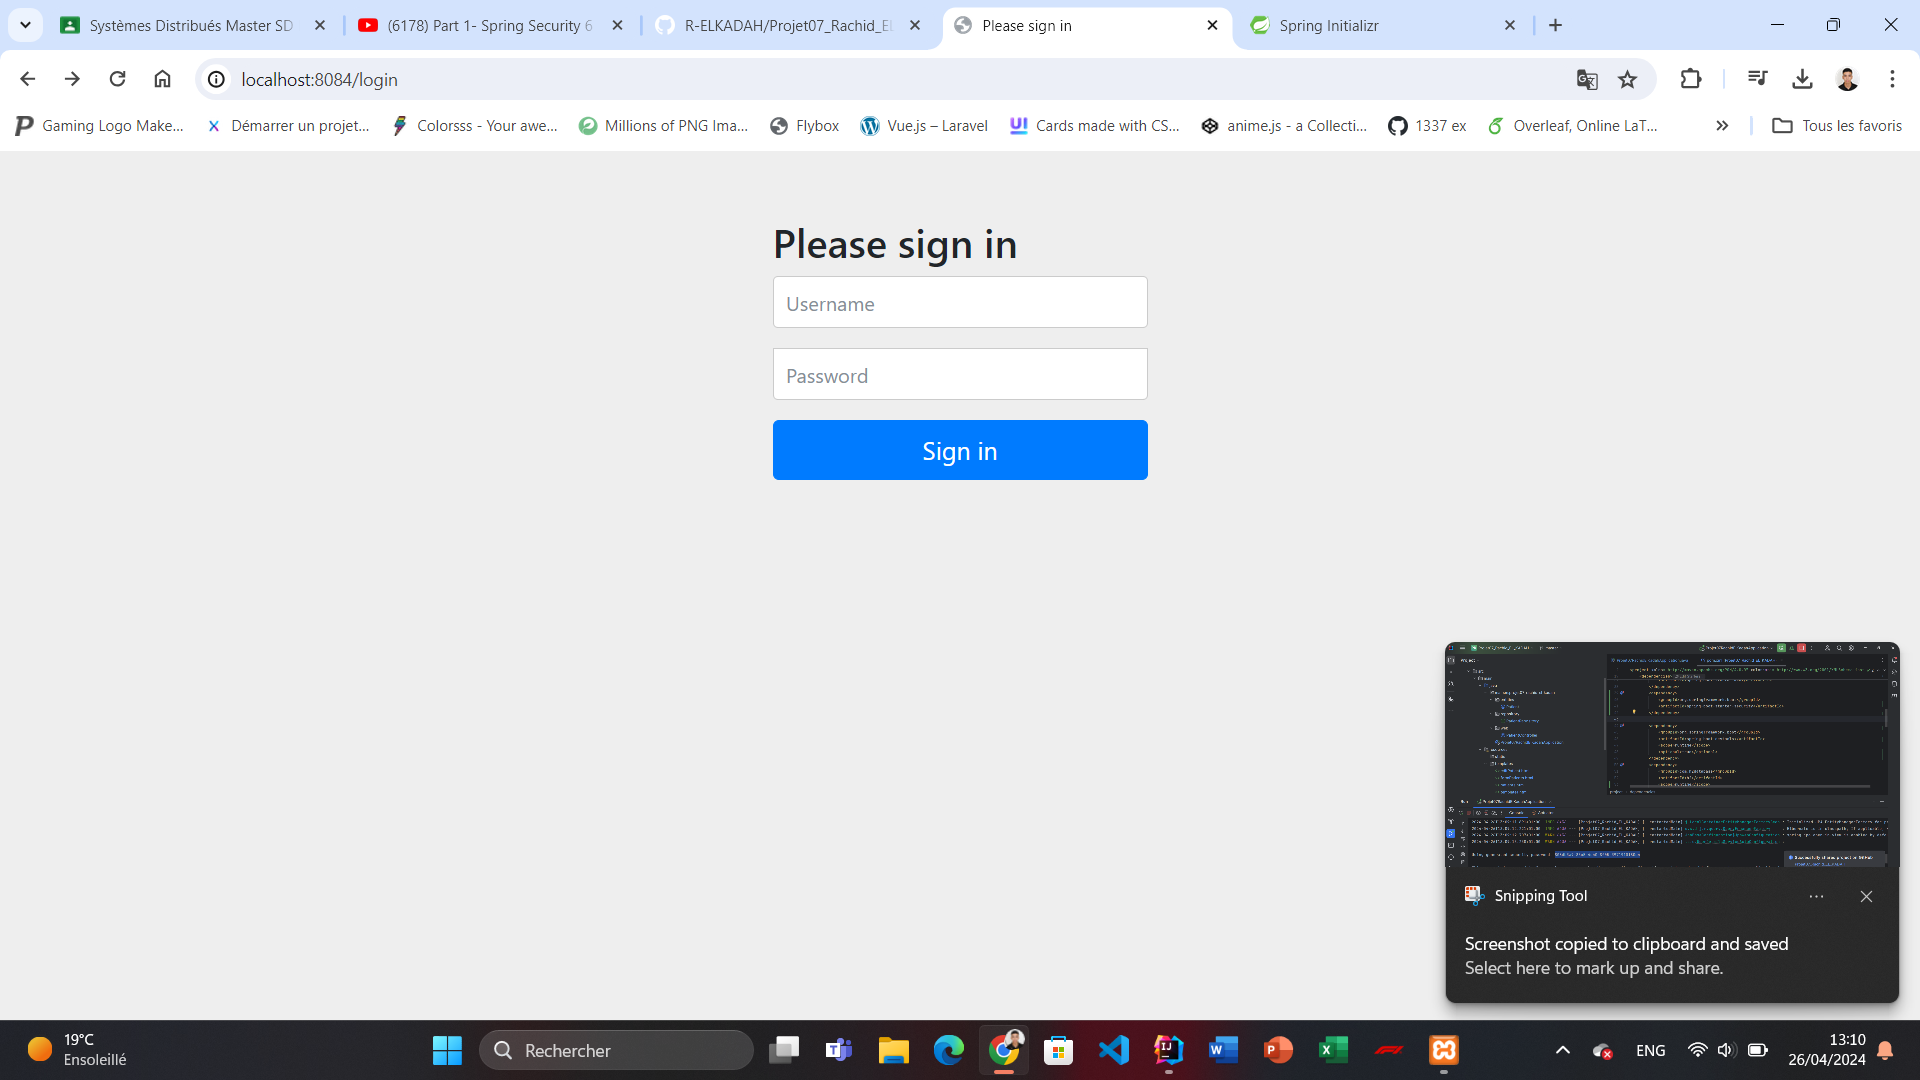 Systèmes Distribués Master SD
(6178) Part 1- Spring Security 6
R-ELKADAH/Projet07_Rachid_EL
Please sign in
Spring Initializr
localhost:8084/login
Gaming Logo Make...
Démarrer un projet...
Colorsss - Your awe...
Millions of PNG Ima...
Flybox
Vue.js – Laravel
Cards made with CS...
anime.js - a Collecti...
1337 ex
Overleaf, Online LaT...
Tous les favoris
Please sign in
Username
Password
Sign in
Snipping Tool
Screenshot copied to clipboard and saved
Select here to mark up and share.
19°C
Ensoleillé
Rechercher
ENG
13:10
26/04/2024